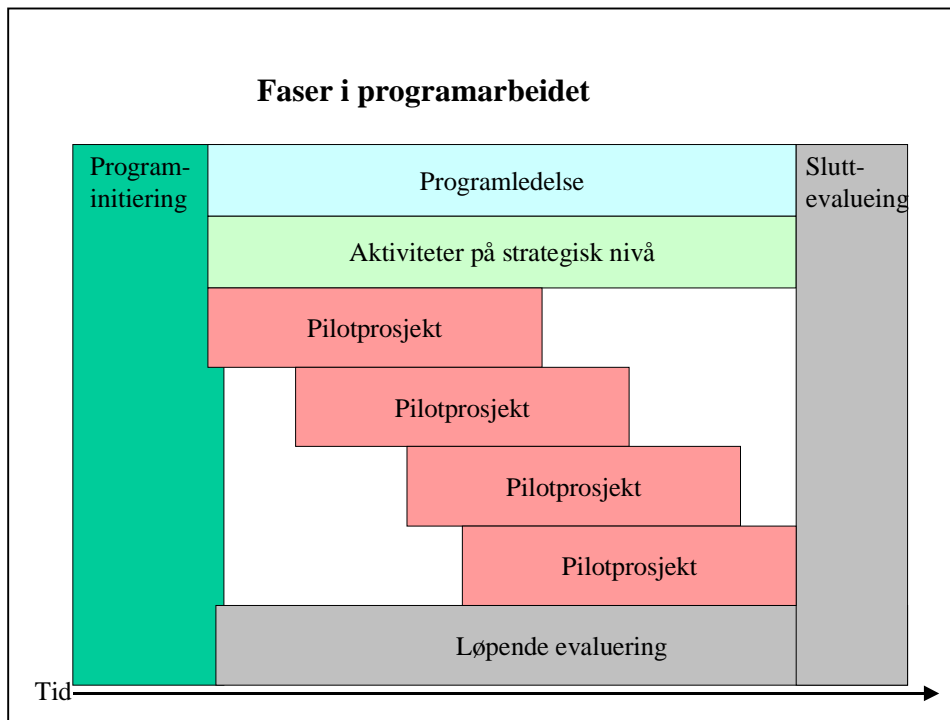 Faser i programarbeidet
Program-
initiering
Programledelse
Slutt-
evalueing
Aktiviteter på strategisk nivå
Pilotprosjekt
Pilotprosjekt
Pilotprosjekt
Pilotprosjekt
Løpende evaluering
Tid